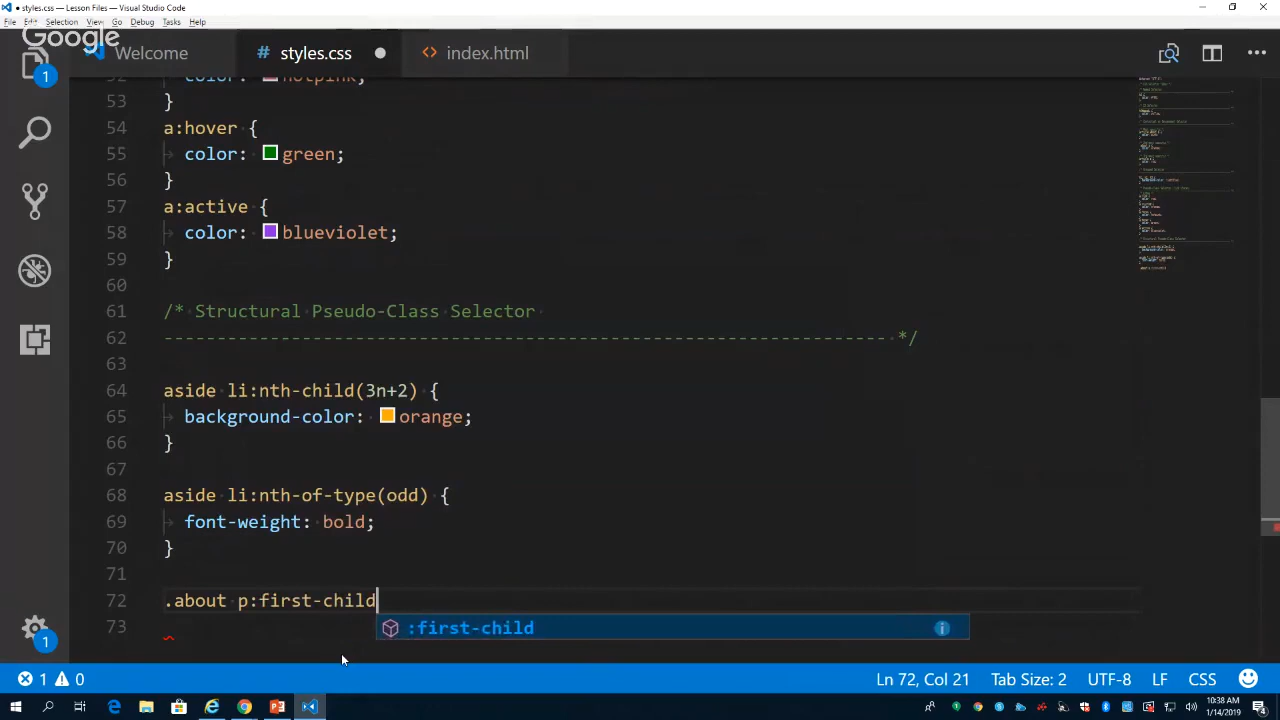 styles.css - Lesson Files - Visual Studio Code
File Edit Selection View Go Debug Tasks Help
Google
Welcome # styles.css ● <> index.html
52 color: hotpink;
53 }
54 a:hover {
55 color: green;
56 }
57 a:active {
58 color: blueviolet;
59 }
60
61 /* Structural Pseudo-Class Selector
62 -------------------------------------------------------------------- */
63
64 aside li:nth-child(3n+2) {
65 background-color: orange;
66 }
67
68 aside li:nth-of-type(odd) {
69 font-weight: bold;
70 }
71
72 .about p:first-child
:first-child
73
1
1
1 0 Ln 72, Col 21 Tab Size: 2 UTF-8 LF CSS
10:38 AM
1/14/2019